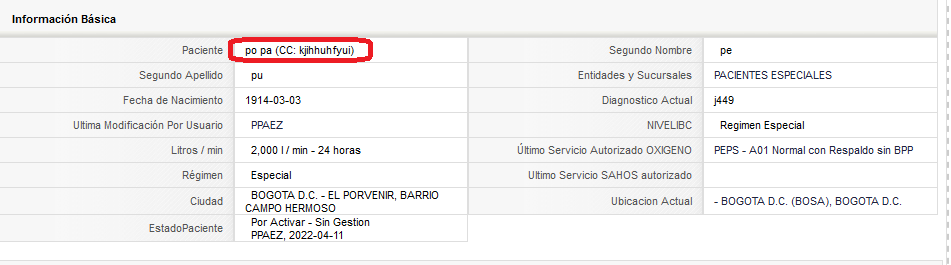 Información Básica
Paciente po pa (CC: kjihhuhfyui) Segundo Nombre pe
Segundo Apellido pu Entidades y Sucursales PACIENTES ESPECIALES
Fecha de Nacimiento 1914-03-03 Diagnostico Actual j449
Ultima Modificación Por Usuario PPAEZ NIVELIBC Regimen Especial
Litros / min 2,000 l / min - 24 horas Último Servicio Autorizado OXIGENO PEPS - A01 Normal con Respaldo sin BPP
Régimen Especial Ultimo Servicio SAHOS autorizado
Ciudad BOGOTA D.C. - EL PORVENIR, BARRIO CAMPO HERMOSO Ubicacion Actual - BOGOTA D.C. (BOSA), BOGOTA D.C.
EstadoPaciente Por Activar - Sin Gestion
PPAEZ, 2022-04-11